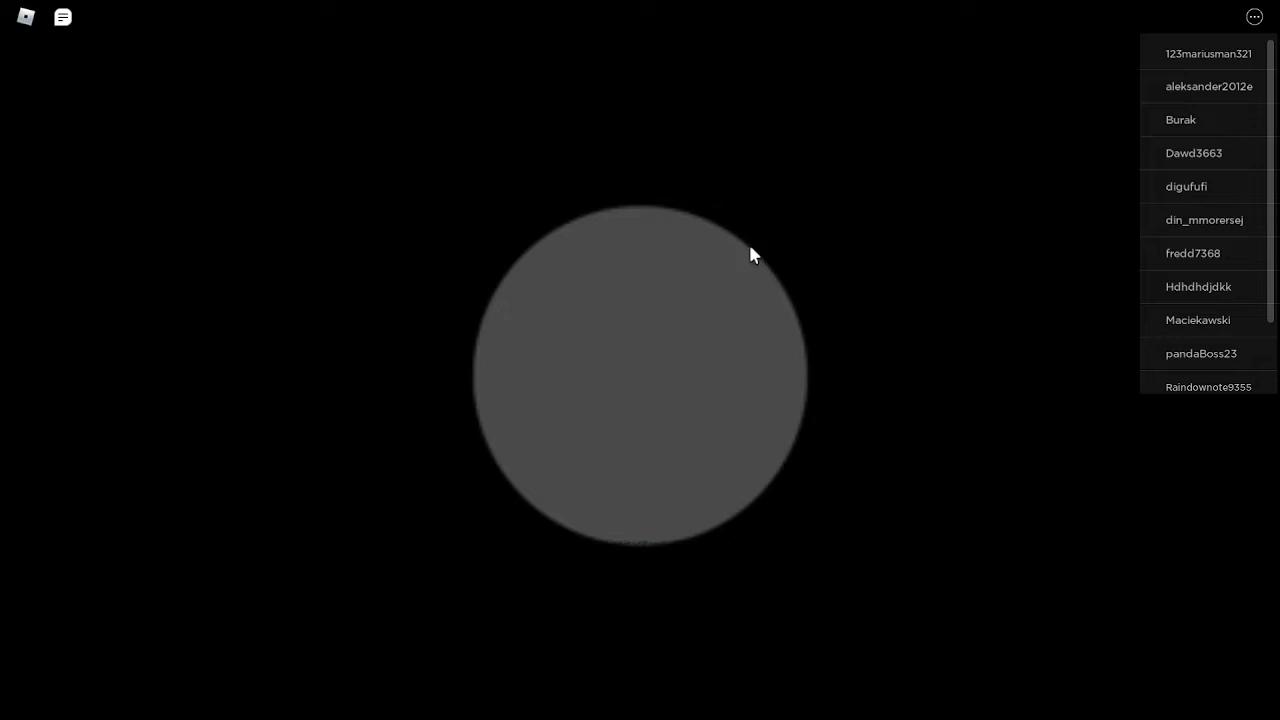 123mariusman321
aleksander2012e
Burak
Dawd3663
digufufi
din_mmorersej
fredd7368
Hdhdhdjdkk
Maciekawski
pandaBoss23
Raindownote9355